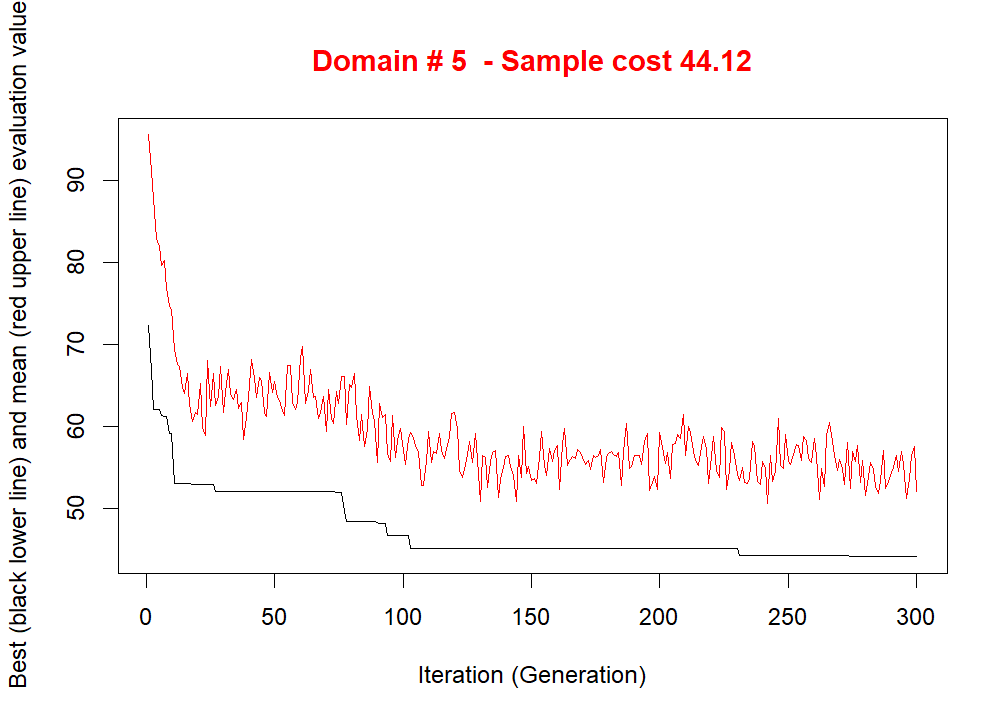 Domain # 5  - Sample cost 44.12
Best (black lower line) and mean (red upper line) evaluation value
90
80
70
60
50
0 50 100 150 200 250 300
Iteration (Generation)